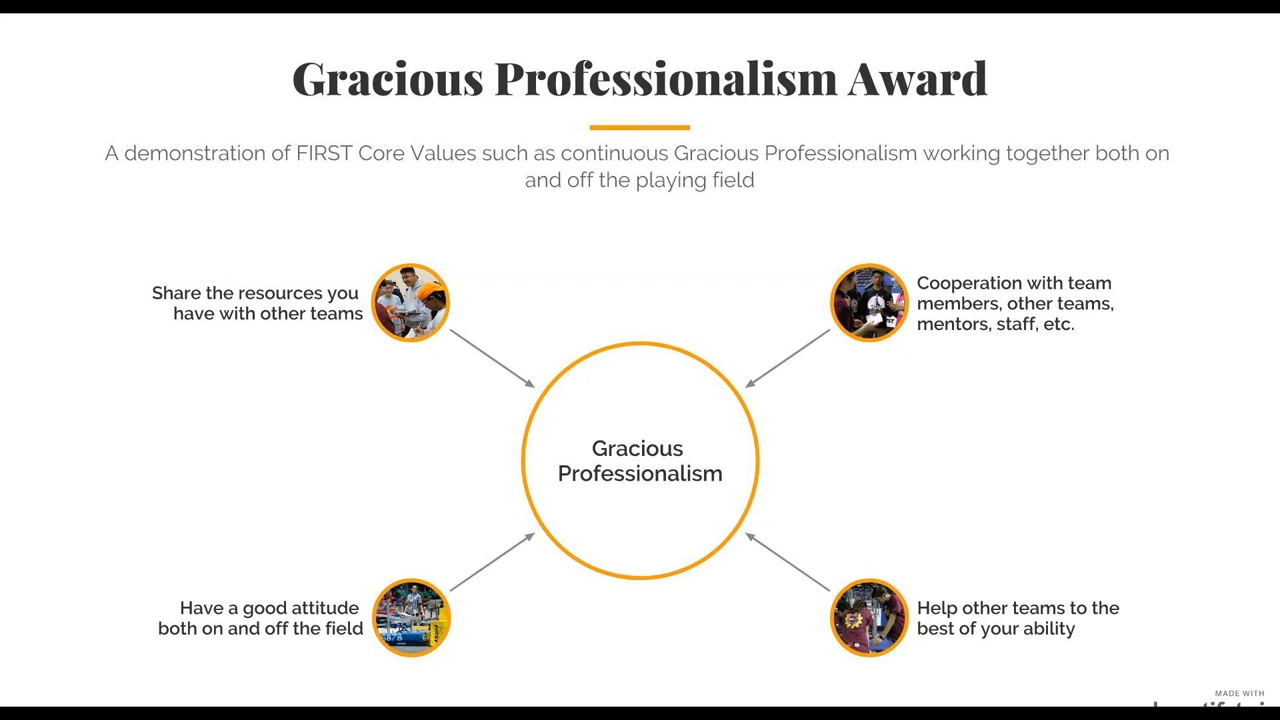 Gracious Professionalism Award
A demonstration of FIRST Core Values such as continuous Gracious Professionalism working together both on
and off the playing field
Share the resources you
have with other teams
Cooperation with team
members, other teams,
mentors, staff, etc.
Gracious
Professionalism
Have a good attitude
both on and off the field
Help other teams to the
best of your ability
MADE WITH